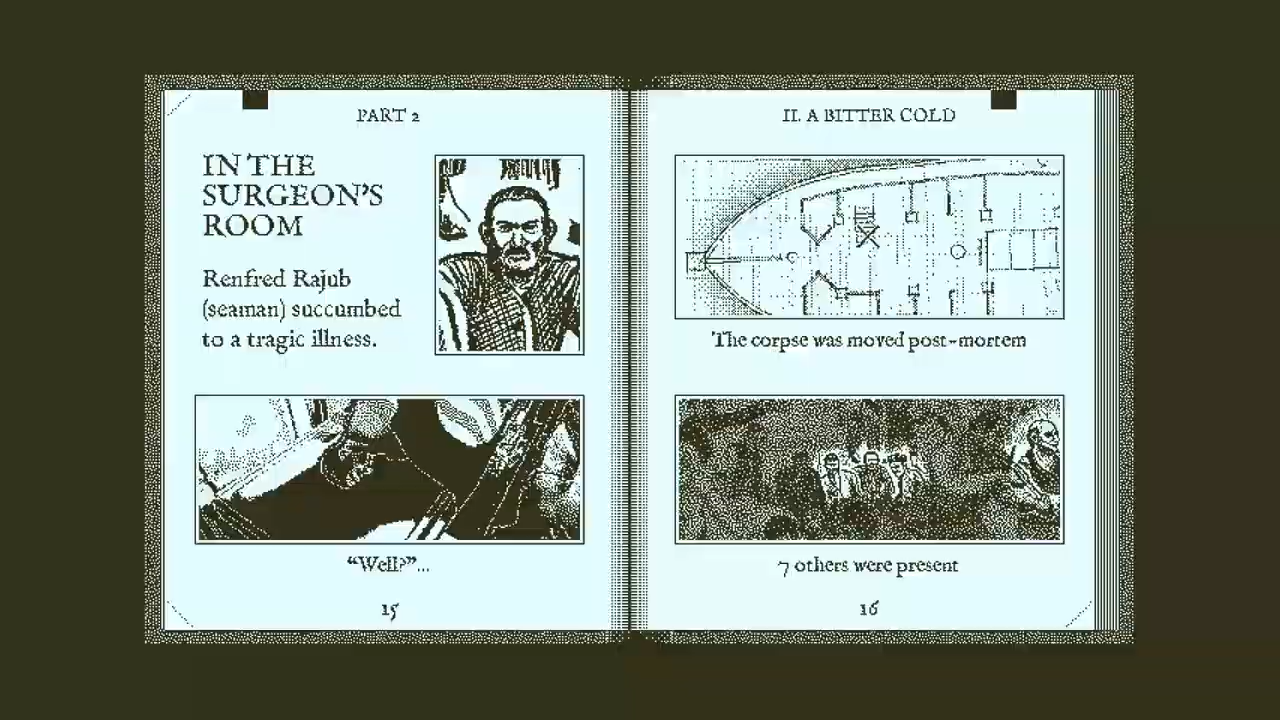 PART 2
IN THE
SURGEON'S
ROOM
Renfred Rajub
(seaman) succumbed
to a tragic illness.
“Well?”...
15
II. A BITTER COLD
The corpse was moved post-mortem
7 others were present
16